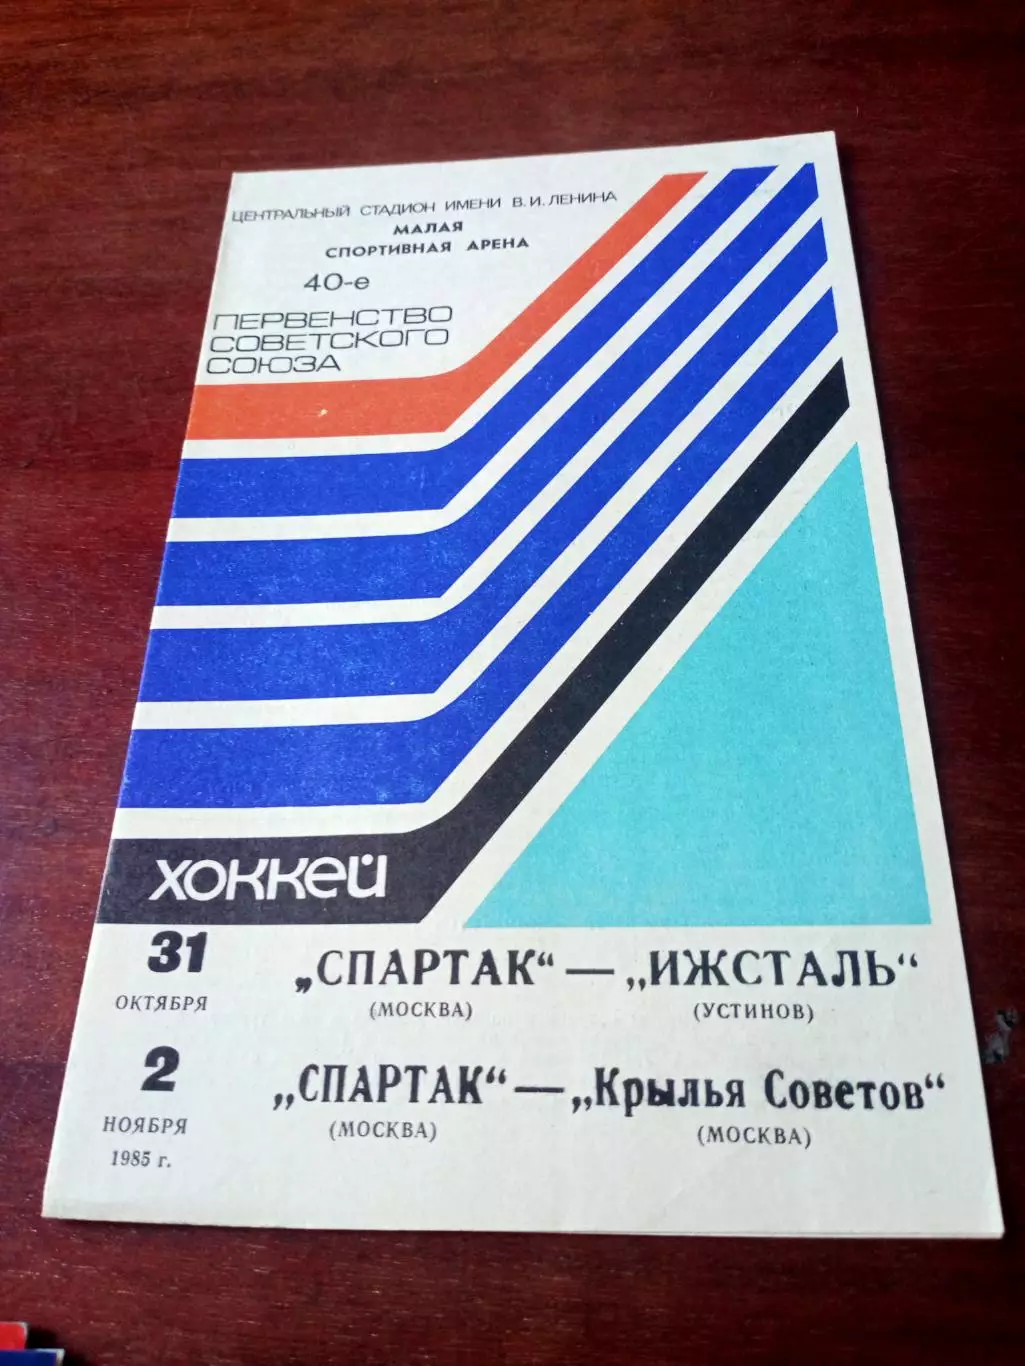 ЦЕНТРАЛЬНЫЙ СТАДИОН ИМЕНИ В. И. ЛЕНИНА
МАЛАЯ
СПОРТИВНАЯ АРЕНА
40-е
ПЕРВЕНСТВО
СОВЕТСКОГО
СОЮЗА
ХОККЕЙ
31
ОКТЯБРЯ
„СПАРТАК“ — „ИЖСТАЛЬ“
(МОСКВА) (УСТИНОВ)
2
НОЯБРЯ
1985 г.
„СПАРТАК“ — „Крылья Советов“
(МОСКВА) (МОСКВА)